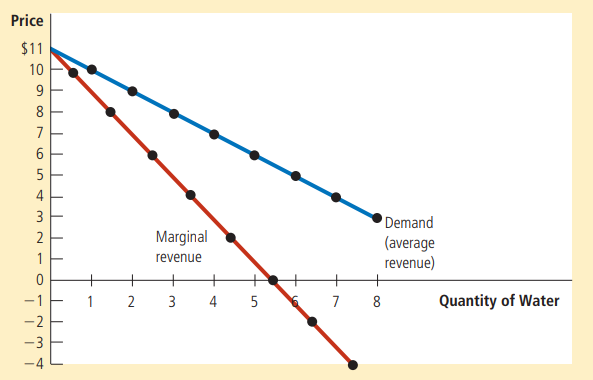 Price
$11
10
9
8
7
6
5
4
3
2
1
0
−1
−2
−3
−4
Demand
(average
revenue)
Marginal
revenue
1 2 3 4 5 6 7 8
Quantity of Water